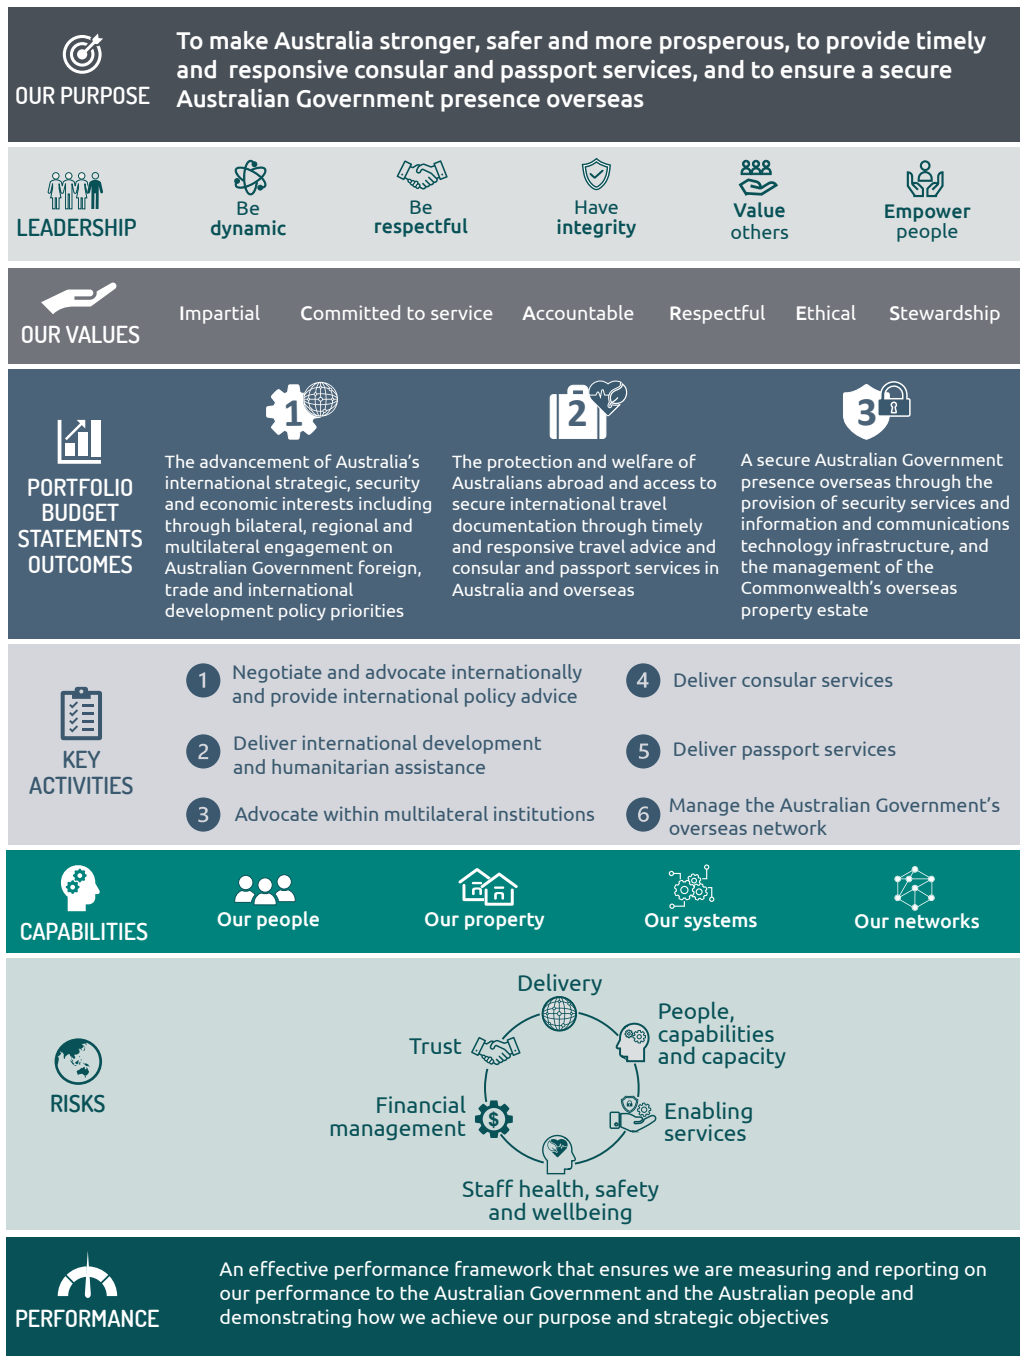 OUR PURPOSE
To make Australia stronger, safer and more prosperous, to provide timely
and responsive consular and passport services, and to ensure a secure
Australian Government presence overseas
LEADERSHIP
Be
dynamic
Be
respectful
Have
integrity
Value
others
Empower
people
OUR VALUES
Impartial
Committed to service
Accountable
Respectful
Ethical
Stewardship
PORTFOLIO
BUDGET
STATEMENTS
OUTCOMES
1
The advancement of Australia's
international strategic, security
and economic interests including
through bilateral, regional and
multilateral engagement on
Australian Government foreign,
trade and international
development policy priorities
2
The protection and welfare of
Australians abroad and access to
secure international travel
documentation through timely
and responsive travel advice and
consular and passport services in
Australia and overseas
3
A secure Australian Government
presence overseas through the
provision of security services and
information and communications
technology infrastructure, and
the management of the
Commonwealth's overseas
property estate
KEY
ACTIVITIES
1 Negotiate and advocate internationally
and provide international policy advice
2 Deliver international development
and humanitarian assistance
3 Advocate within multilateral institutions
4 Deliver consular services
5 Deliver passport services
6 Manage the Australian Government's
overseas network
CAPABILITIES
Our people
Our property
Our systems
Our networks
RISKS
Delivery
People,
capabilities
and capacity
Enabling
services
Staff health, safety
and wellbeing
Financial
management
$
Trust
PERFORMANCE
An effective performance framework that ensures we are measuring and reporting on
our performance to the Australian Government and the Australian people and
demonstrating how we achieve our purpose and strategic objectives